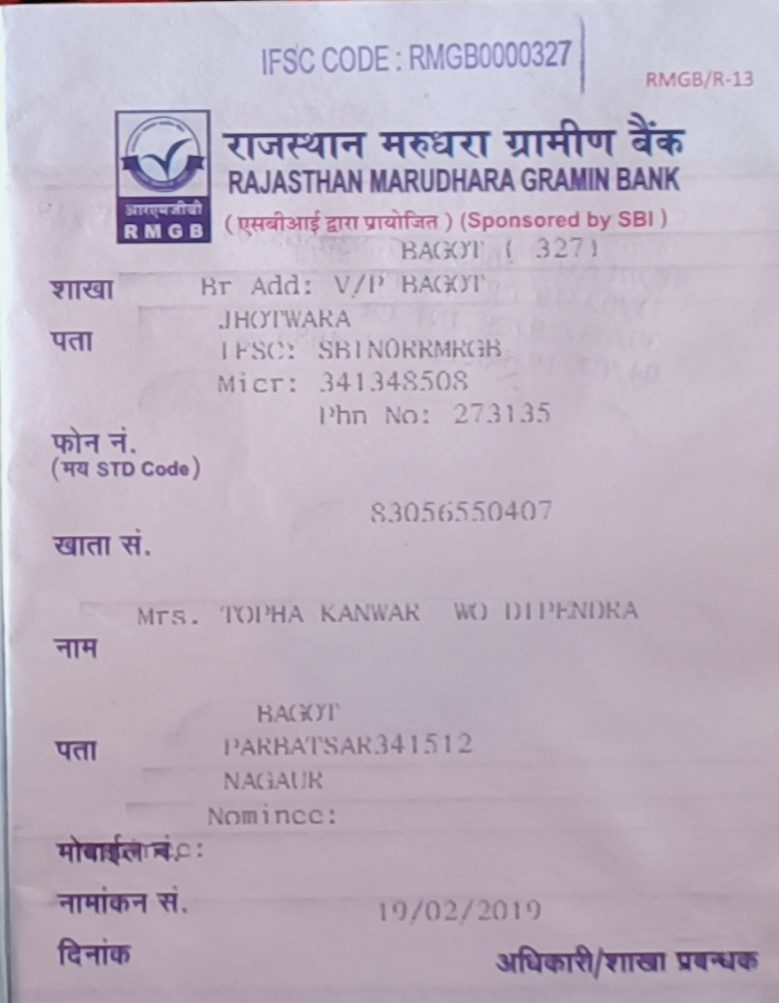 IFSC CODE : RMGB0000327
RMGB/R-13
राजस्थान मरुधरा ग्रामीण बैंक
RAJASTHAN MARUDHARA GRAMIN BANK
आरएमजीबी
RMGB
( एसबीआई द्वारा प्रायोजित ) (Sponsored by SBI )
BAGOT ( 327)
शाखा Br Add: V/P BAGOT
JHOTWARA
पता
IFSC: SBIN0RRMRGB
Micr: 341348508
Phn No: 273135
फोन नं.
(मय STD Code)
83056550407
खाता सं.
Mrs. TOPHA KANWAR WO DIPENDRA
नाम
BAGOT
पता PARBATSAR341512
NAGAUR
Nominee:
मोबाईल नं.
नामांकन सं. 19/02/2019
दिनांक
अधिकारी/शाखा प्रबन्धक